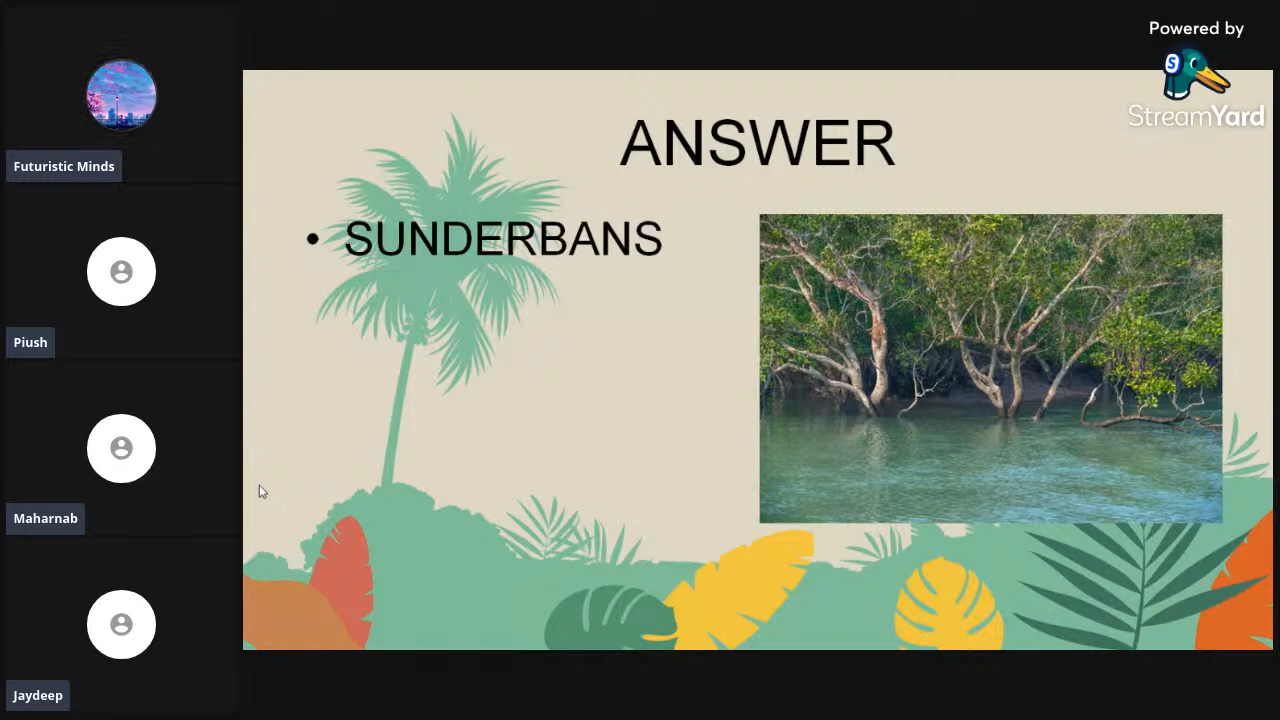 Powered by
StreamYard
Futuristic Minds
Piush
Maharnab
Jaydeep
ANSWER
• SUNDERBANS
S